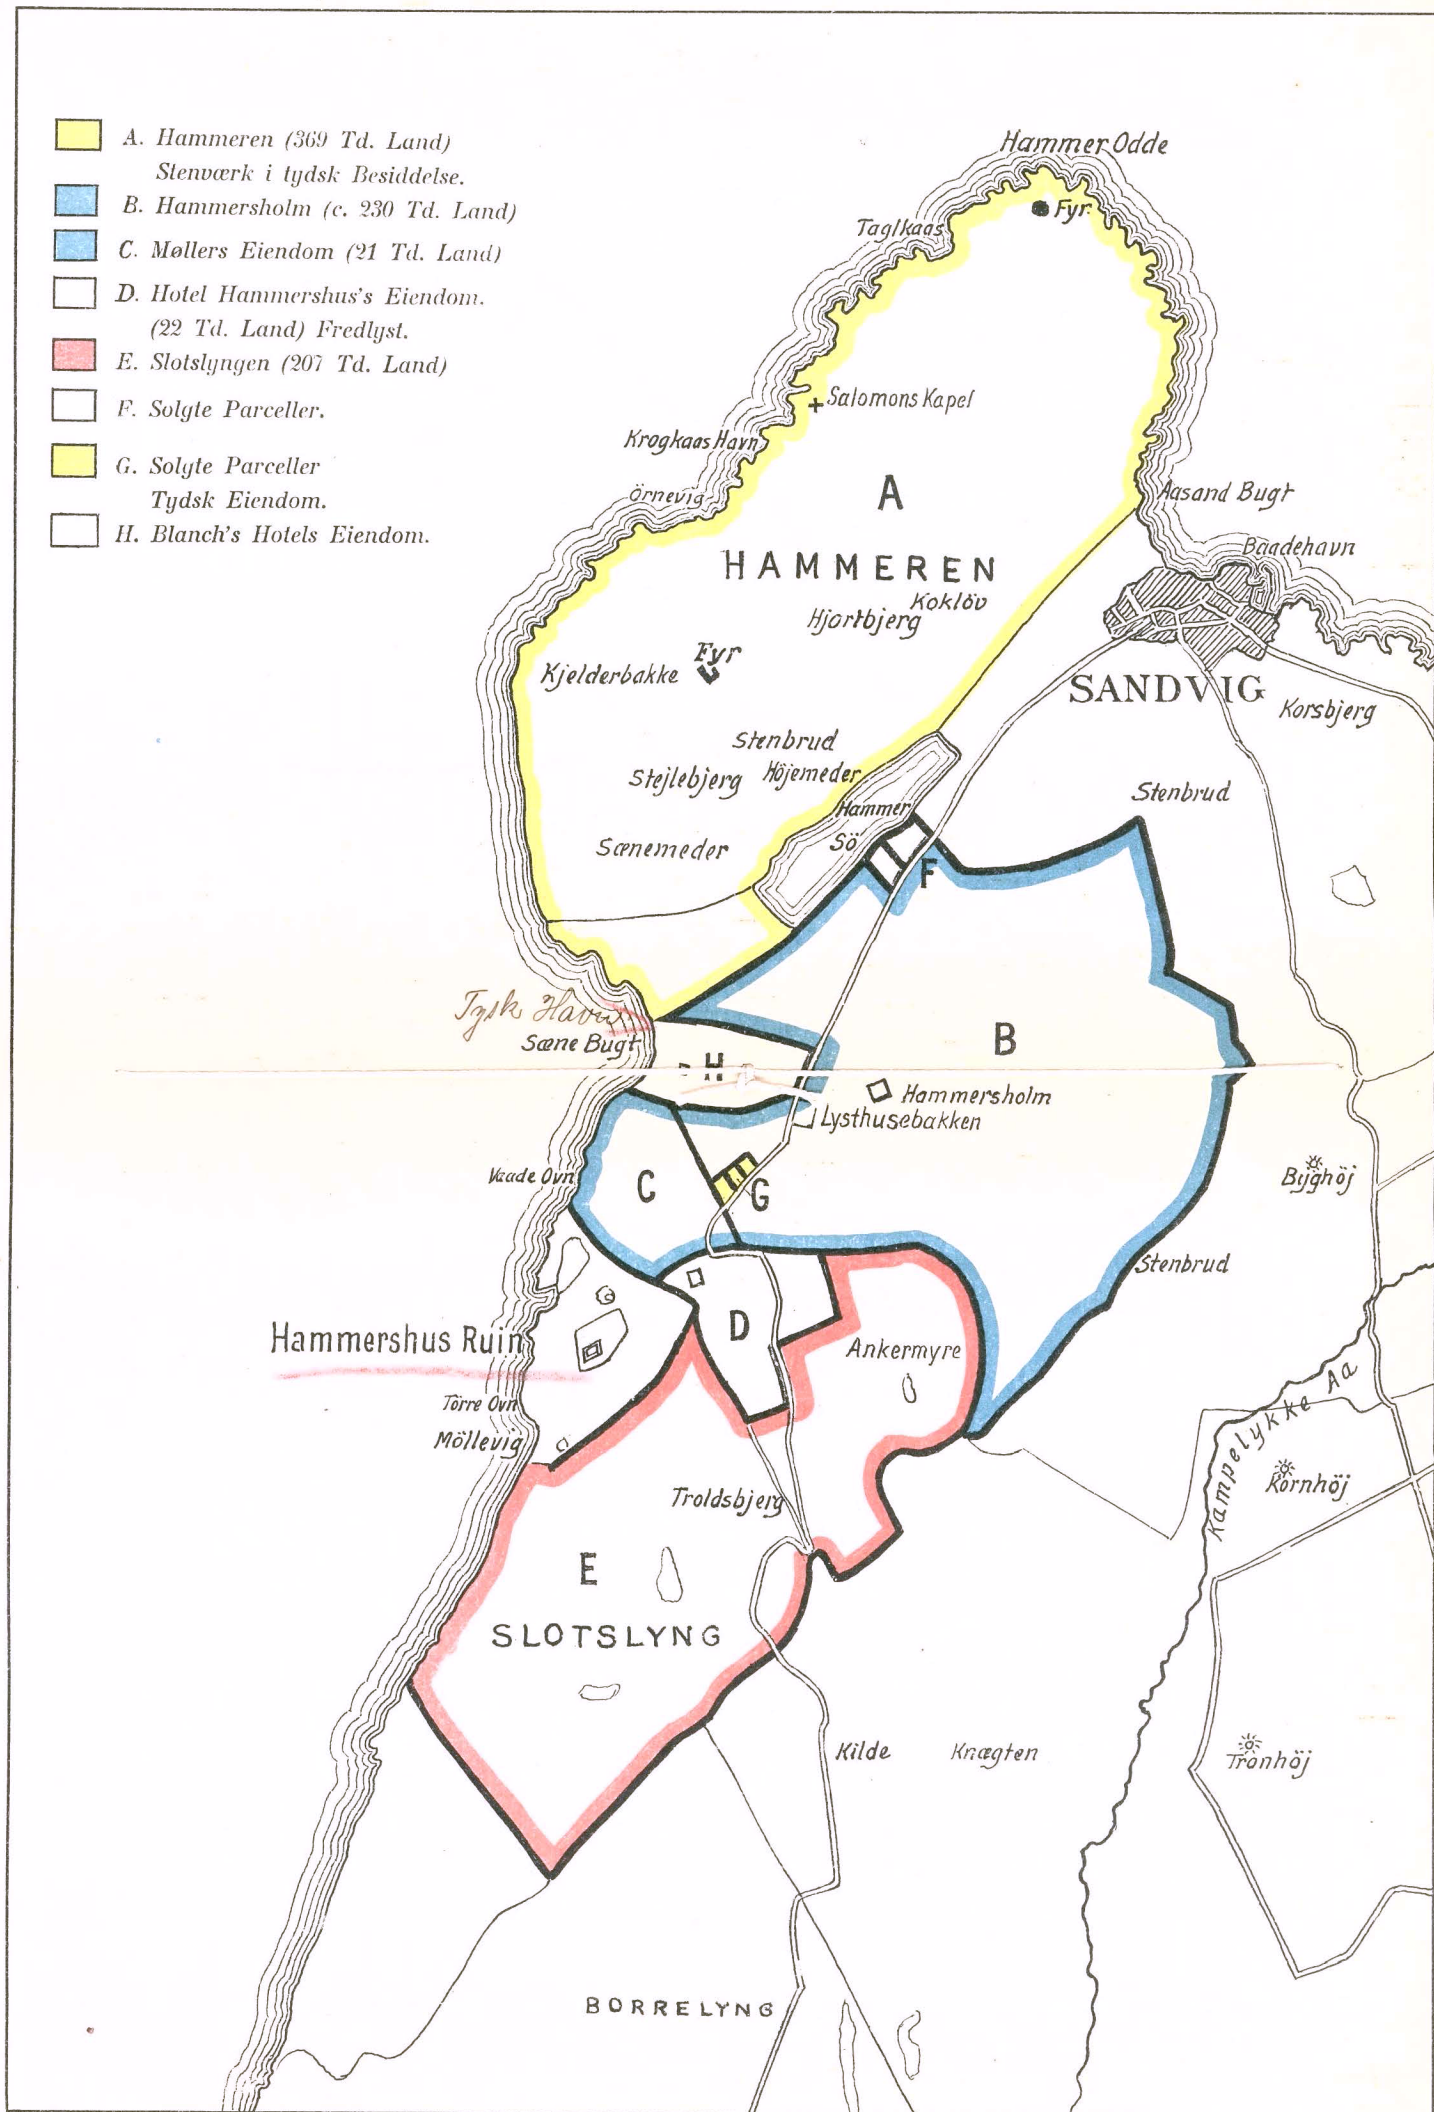 A. Hammeren (369 Td. Land)
Stenværk i tydsk Besiddelse.
B. Hammersholm (c. 230 Td. Land)
C. Møllers Eiendom (21 Td. Land)
D. Hotel Hammershus's Eiendom.
(22 Td. Land) Fredlyst.
E. Slotslyngen (207 Td. Land)
F. Solgte Parceller.
G. Solgte Parceller
Tydsk Eiendom.
H. Blanch's Hotels Eiendom.
Hammer Odde
Fyr.
Taglkaas
Salomons Kapel
Krogkaas Havn
Örnevig
A
Aasand Bugt
Baadehavn
HAMMEREN
Koklöv
Hjortbjerg
Fyr
Kjelderbakke
SANDVIG
Korsbjerg
Stenbrud
Stejlebjerg
Höjemeder
Stenbrud
Hammer
Sö
Sænemeder
F
Tysk Havn
Sæne Bugt
B
H
Hammersholm
Lysthusebakken
Vaade Ovn
C
G
Byghöj
Stenbrud
Hammershus Ruin
D
Ankermyre
Törre Ovn
Möllevig
Kampelykke Aa
Kornhöj
Troldsbjerg
E
SLOTSLYNG
Kilde
Knægten
Tronhöj
BORRELYNG